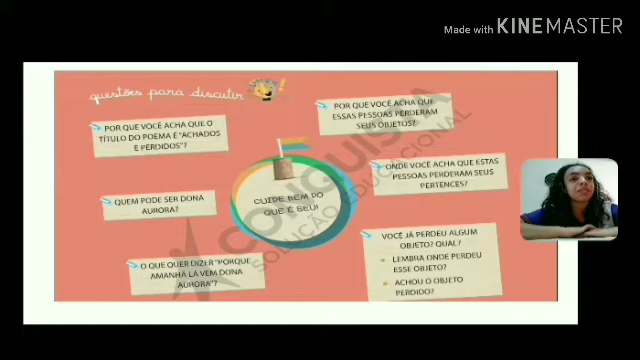 Made with KINEMASTER
questões para discutir
POR QUE VOCÊ ACHA QUE O
TÍTULO DO POEMA É "ACHADOS
E PERDIDOS"?
POR QUE VOCÊ ACHA QUE
ESSAS PESSOAS PERDERAM
SEUS OBJETOS?
QUEM PODE SER DONA
AURORA?
CUIDE BEM DO
QUE É SEU!
ONDE VOCÊ ACHA QUE ESTAS
PESSOAS PERDERAM SEUS
PERTENCES?
O QUE QUER DIZER "PORQUE
AMANHÃ LÁ VEM DONA
AURORA"?
VOCÊ JÁ PERDEU ALGUM
OBJETO? QUAL?
LEMBRA ONDE PERDEU
ESSE OBJETO?
ACHOU O OBJETO
PERDIDO?
CONQUISTA
SOLUÇÃO EDUCACIONAL